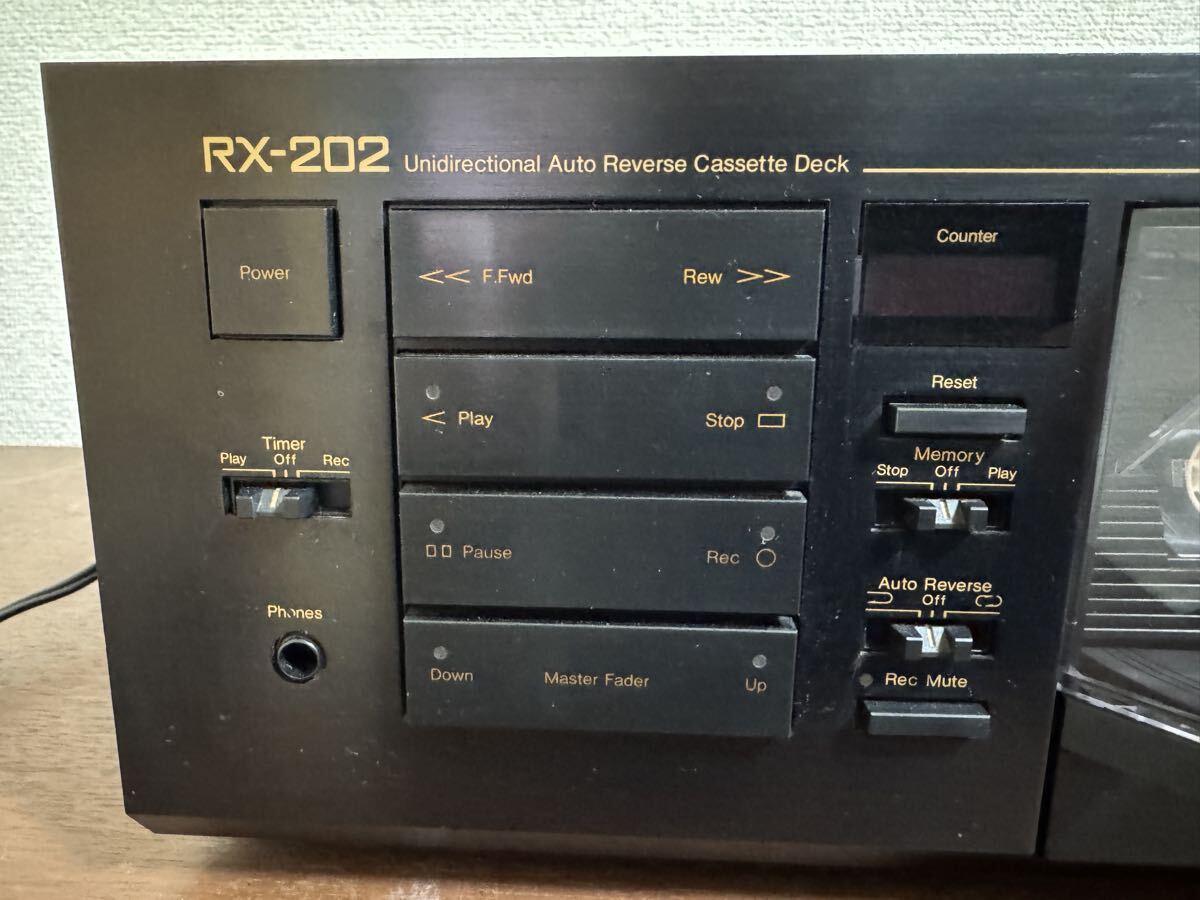 RX-202 Unidirectional Auto Reverse Cassette Deck
Power
<< F.Fwd Rew >>
Counter
< Play Stop
Reset
Timer
Play Off Rec
Memory
Stop Off Play
Pause Rec
Auto Reverse
Off
Phones
Down Master Fader Up
Rec Mute